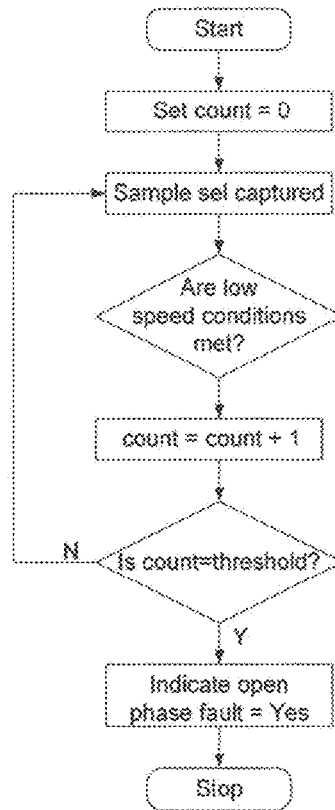 Start
Set count = 0
Sample set captured
Are low
speed conditions
met?
count = count + 1
N
Is count=threshold?
Y
Indicate open
phase fault = Yes
Stop